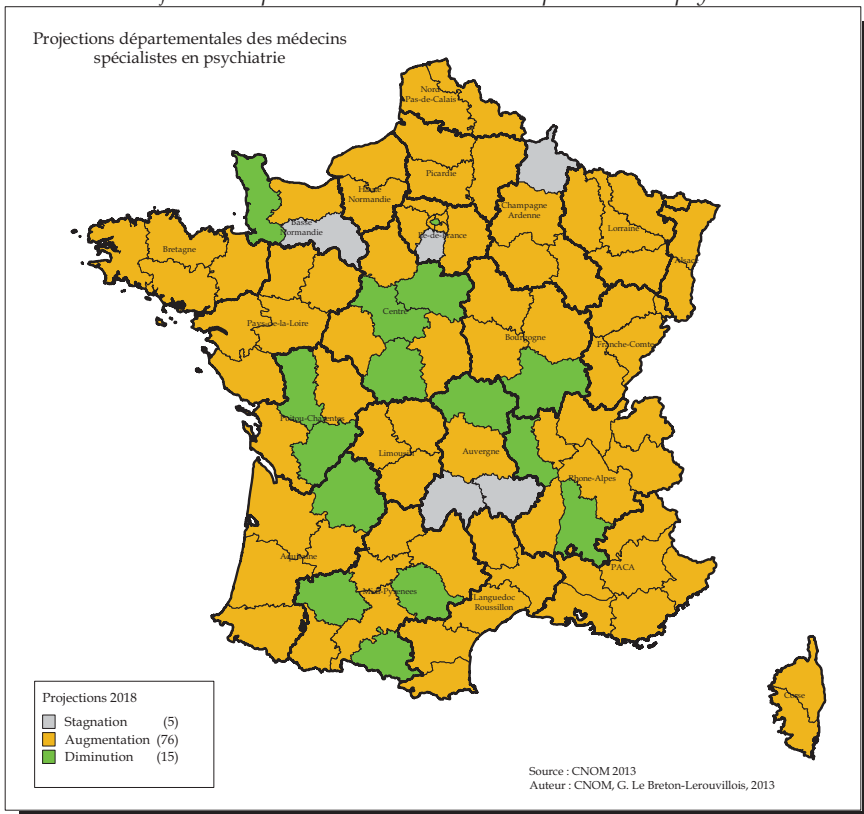 Projections départementales des médecins
spécialistes en psychiatrie
Nord
Pas-de-Calais
Picardie
Haute
Normandie
Champagne
Ardenne
Basse
Normandie
Ile-de-France
Lorraine
Alsace
Bretagne
Centre
Pays-de-la-Loire
Bourgogne
Franche-Comte
Poitou-Charentes
Limousin
Auvergne
Rhone-Alpes
Aquitaine
Midi-Pyrenees
Languedoc
Roussillon
PACA
Corse
Projections 2018
Stagnation (5)
Augmentation (76)
Diminution (15)
Source : CNOM 2013
Auteur : CNOM, G. Le Breton-Lerouvillois, 2013